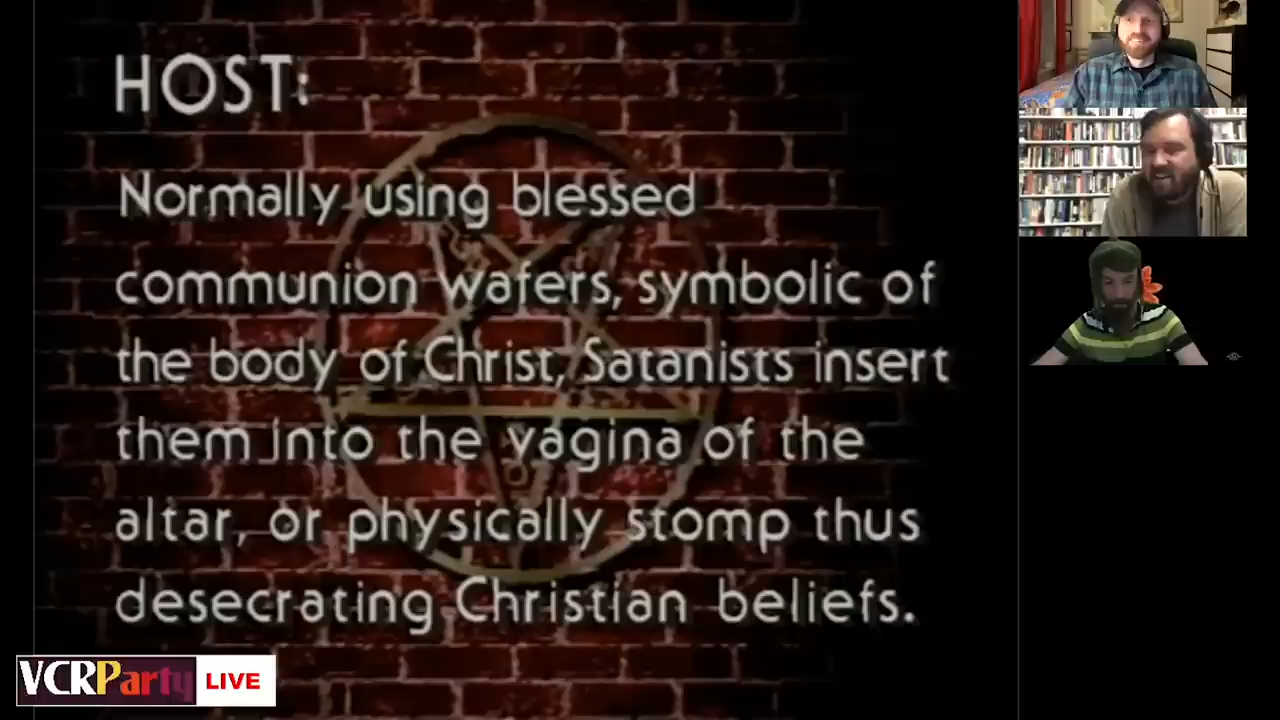 HOST:
Normally using blessed
communion wafers, symbolic of
the body of Christ, Satanists insert
them into the vagina of the
altar, or physically stomp thus
desecrating Christian beliefs.
VCRParty LIVE